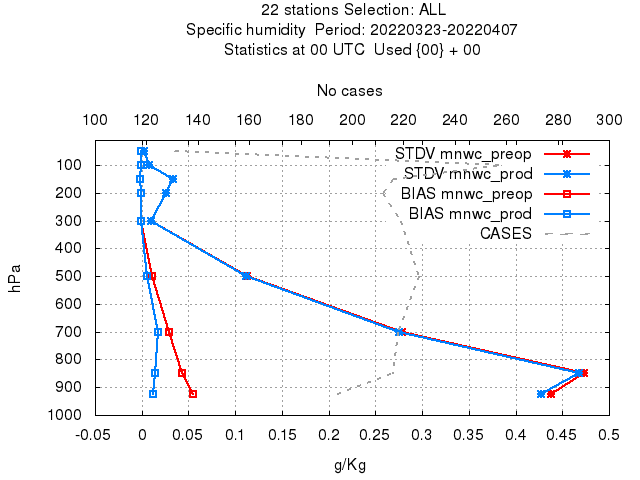 22 stations Selection: ALL
Specific humidity  Period: 20220323-20220407
Statistics at 00 UTC  Used {00} + 00
No cases
100 120 140 160 180 200 220 240 260 280 300
STDV mnwc_preop
STDV mnwc_prod
BIAS mnwc_preop
BIAS mnwc_prod
CASES
100
200
300
400
500
600
700
800
900
1000
hPa
-0.05 0 0.05 0.1 0.15 0.2 0.25 0.3 0.35 0.4 0.45 0.5
g/Kg